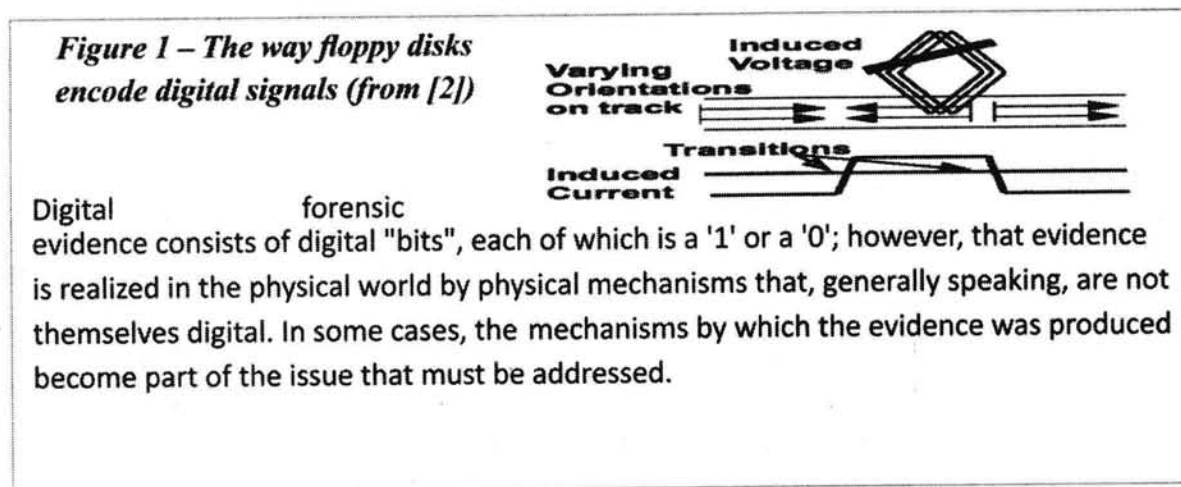 Figure 1 – The way floppy disks
encode digital signals (from [2])
Induced
Voltage
Varying
Orientations
on track
Transitions
Induced
Current
Digital forensic
evidence consists of digital "bits", each of which is a '1' or a '0'; however, that evidence
is realized in the physical world by physical mechanisms that, generally speaking, are not
themselves digital. In some cases, the mechanisms by which the evidence was produced
become part of the issue that must be addressed.